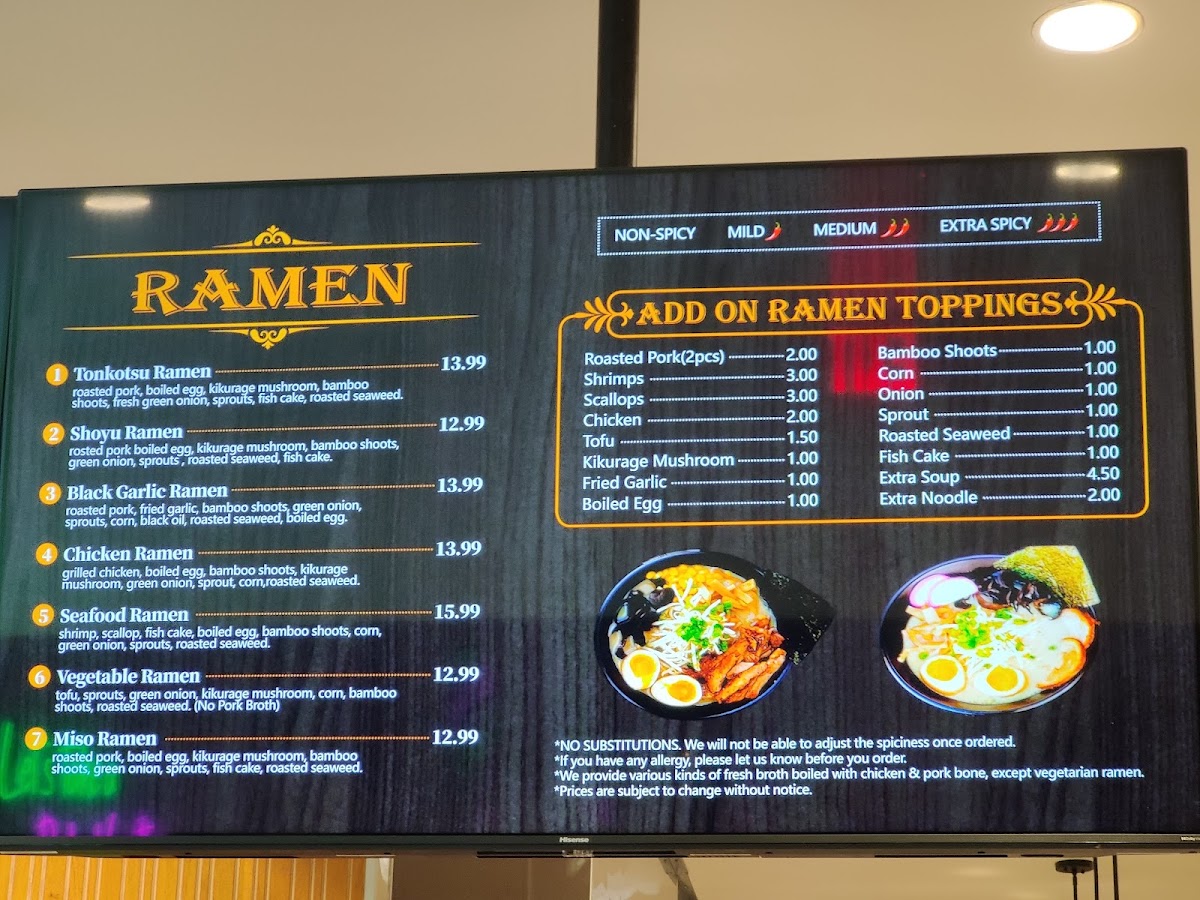 RAMEN
1 Tonkotsu Ramen 13.99
roasted pork, boiled egg, kikurage mushroom, bamboo
shoots, fresh green onion, sprouts, fish cake, roasted seaweed.
2 Shoyu Ramen 12.99
rosted pork boiled egg, kikurage mushroom, bamboo shoots,
green onion, sprouts , roasted seaweed, fish cake.
3 Black Garlic Ramen 13.99
roasted pork, fried garlic, bamboo shoots, green onion,
sprouts, corn, black oil, roasted seaweed, boiled egg.
4 Chicken Ramen 13.99
grilled chicken, boiled egg, bamboo shoots, kikurage
mushroom, green onion, sprout, corn,roasted seaweed.
5 Seafood Ramen 15.99
shrimp, scallop, fish cake, boiled egg, bamboo shoots, corn,
green onion, sprouts, roasted seaweed.
6 Vegetable Ramen 12.99
tofu, sprouts, green onion, kikurage mushroom, corn, bamboo
shoots, roasted seaweed. (No Pork Broth)
7 Miso Ramen 12.99
roasted pork, boiled egg, kikurage mushroom, bamboo
shoots, green onion, sprouts, fish cake, roasted seaweed.
NON-SPICY MILD MEDIUM EXTRA SPICY
ADD ON RAMEN TOPPINGS
Roasted Pork(2pcs) 2.00
Shrimps 3.00
Scallops 3.00
Chicken 2.00
Tofu 1.50
Kikurage Mushroom 1.00
Fried Garlic 1.00
Boiled Egg 1.00
Bamboo Shoots 1.00
Corn 1.00
Onion 1.00
Sprout 1.00
Roasted Seaweed 1.00
Fish Cake 1.00
Extra Soup 4.50
Extra Noodle 2.00
*NO SUBSTITUTIONS. We will not be able to adjust the spiciness once ordered.
*If you have any allergy, please let us know before you order.
*We provide various kinds of fresh broth boiled with chicken & pork bone, except vegetarian ramen.
*Prices are subject to change without notice.
Hisense